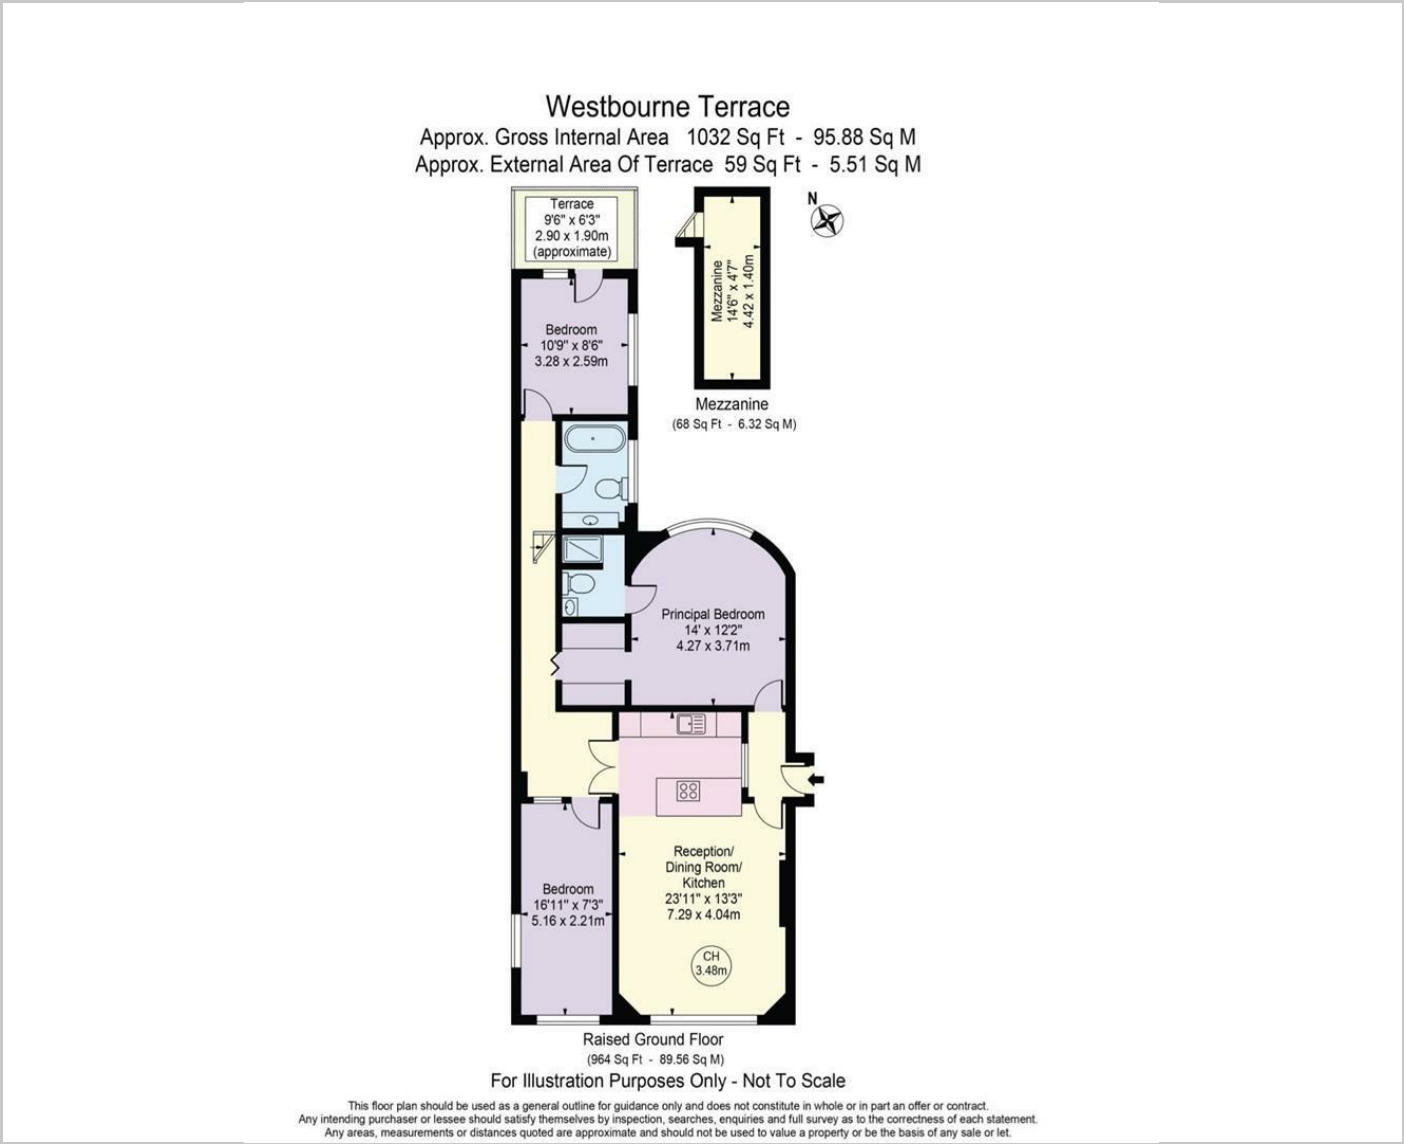 Westbourne Terrace
Approx. Gross Internal Area 1032 Sq Ft - 95.88 Sq M
Approx. External Area Of Terrace 59 Sq Ft - 5.51 Sq M
Terrace
9'6" x 6'3"
2.90 x 1.90m
(approximate)
N
Mezzanine
14'6" x 4'7"
4.42 x 1.40m
Bedroom
10'9" x 8'6"
3.28 x 2.59m
Mezzanine
(68 Sq Ft - 6.32 Sq M)
Principal Bedroom
14' x 12'2"
4.27 x 3.71m
Reception/
Dining Room/
Kitchen
23'11" x 13'3"
7.29 x 4.04m
Bedroom
16'11" x 7'3"
5.16 x 2.21m
CH
3.48m
Raised Ground Floor
(964 Sq Ft - 89.56 Sq M)
For Illustration Purposes Only - Not To Scale
This floor plan should be used as a general outline for guidance only and does not constitute in whole or in part an offer or contract.
Any intending purchaser or lessee should satisfy themselves by inspection, searches, enquiries and full survey as to the correctness of each statement.
Any areas, measurements or distances quoted are approximate and should not be used to value a property or be the basis of any sale or let.